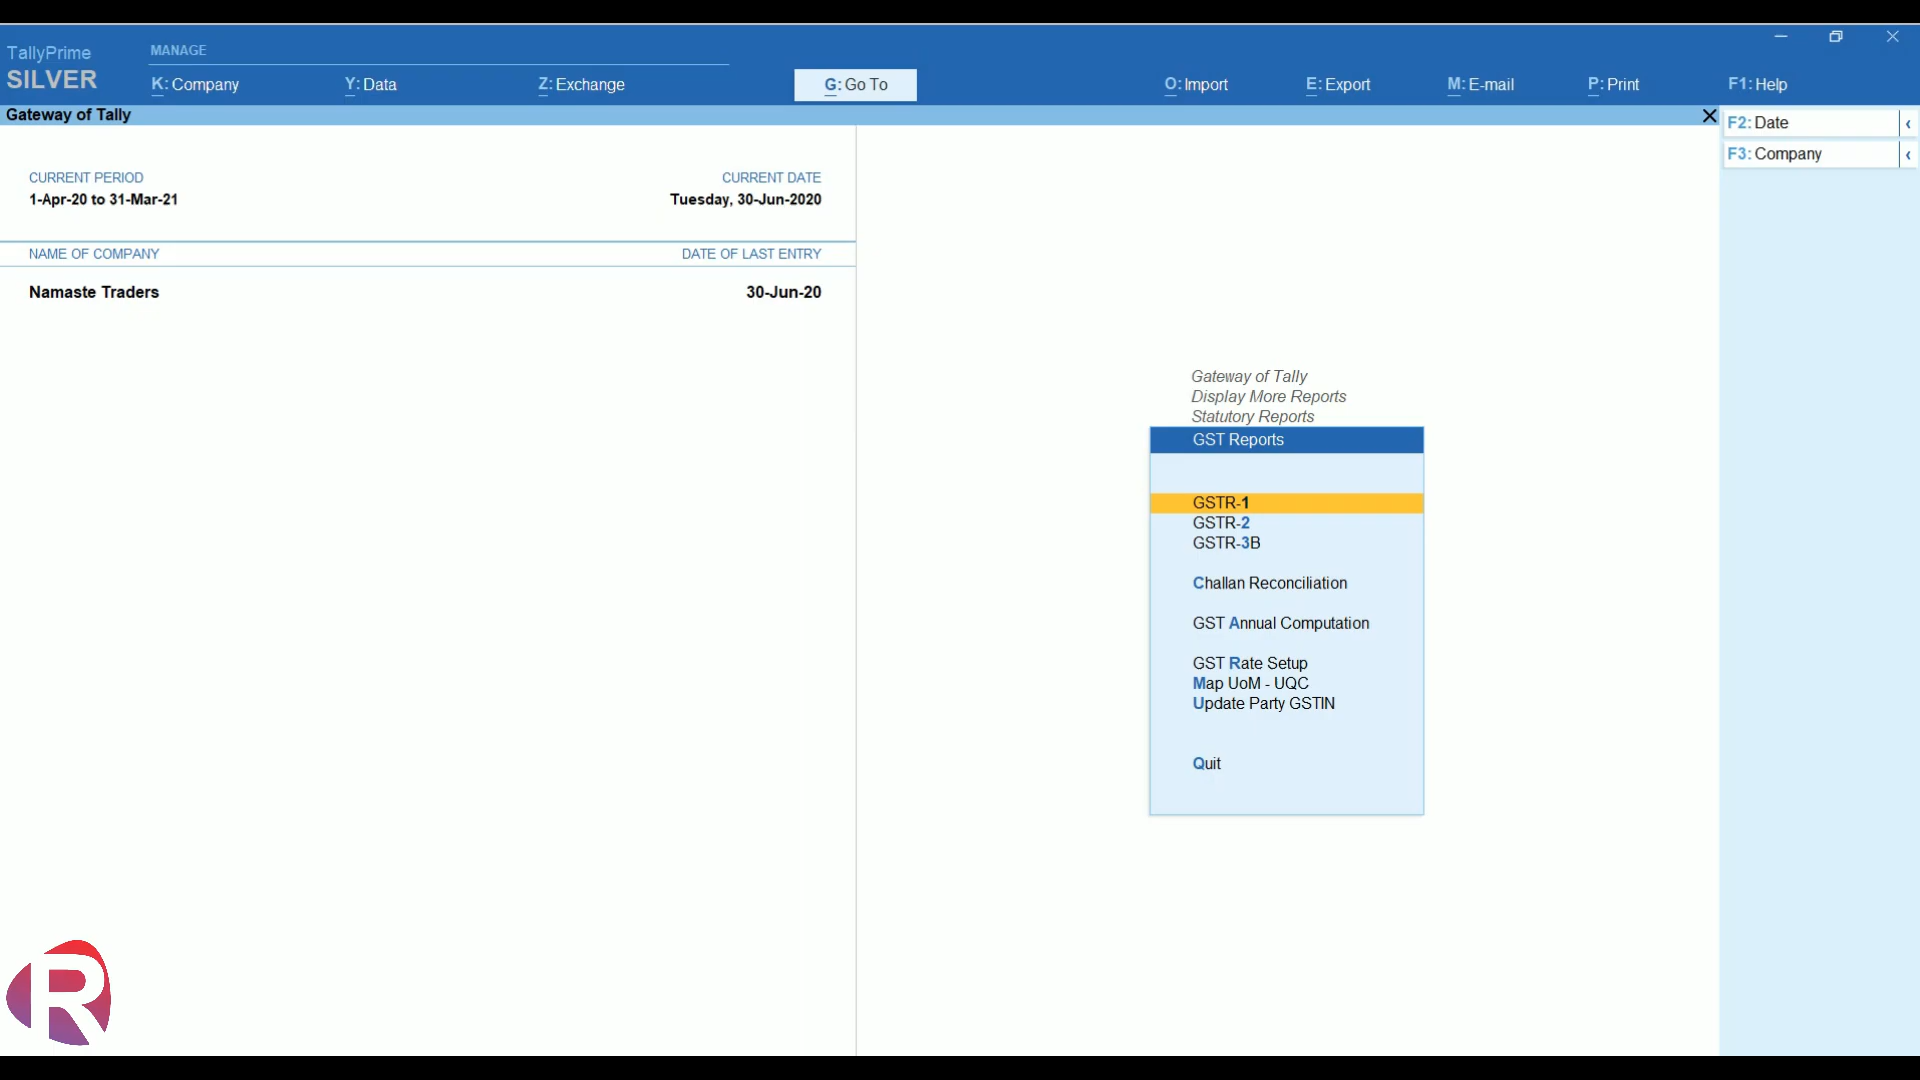 TallyPrime
SILVER
MANAGE
K: Company
Y: Data
Z: Exchange
G: Go To
O: Import
E: Export
M: E-mail
P: Print
F1: Help
Gateway of Tally
F2: Date
F3: Company
CURRENT PERIOD
CURRENT DATE
1-Apr-20 to 31-Mar-21
Tuesday, 30-Jun-2020
NAME OF COMPANY
DATE OF LAST ENTRY
Namaste Traders
30-Jun-20
Gateway of Tally
Display More Reports
Statutory Reports
GST Reports
GSTR-1
GSTR-2
GSTR-3B
Challan Reconciliation
GST Annual Computation
GST Rate Setup
Map UoM - UQC
Update Party GSTIN
Quit
R